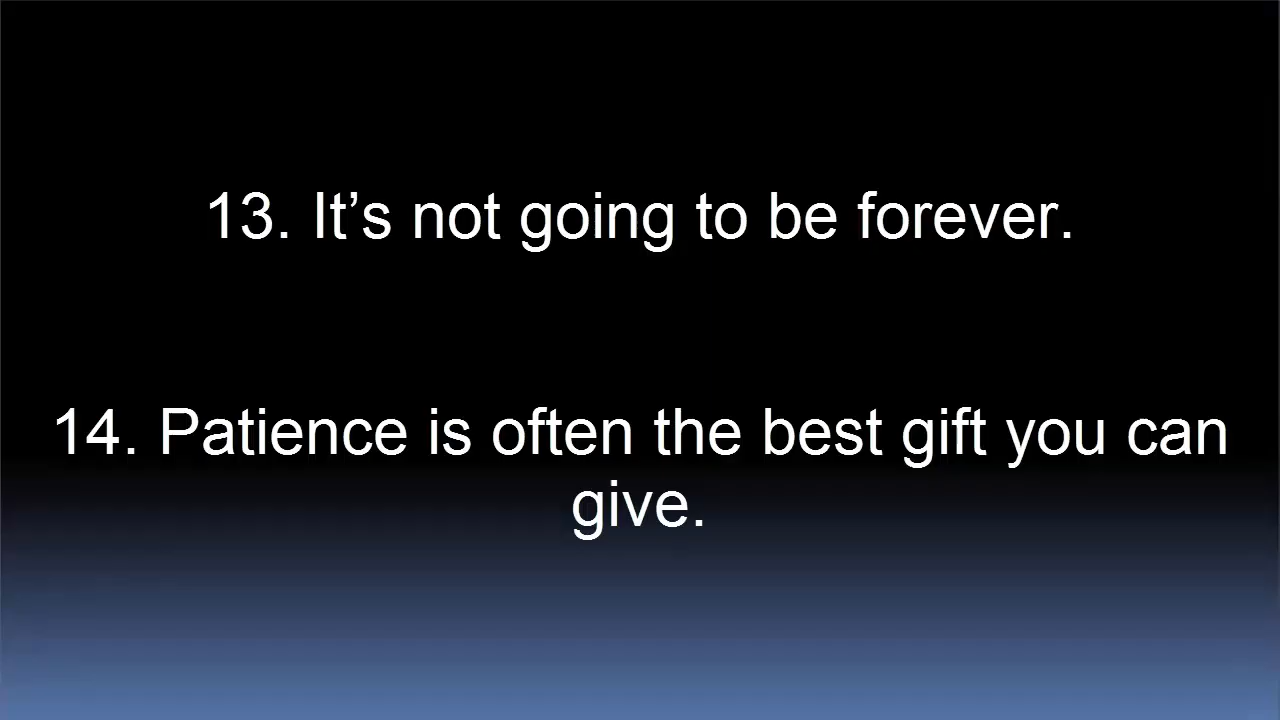 13. It’s not going to be forever.
14. Patience is often the best gift you can
give.